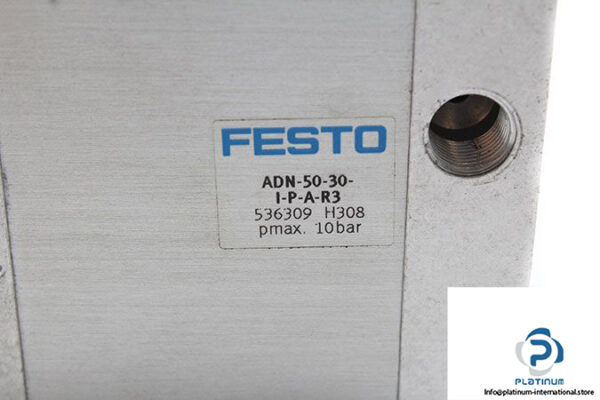 FESTO
ADN-50-30-
I-P-A-R3
536309 H308
pmax. 10bar
PLATINUM
Info@platinum-international.store